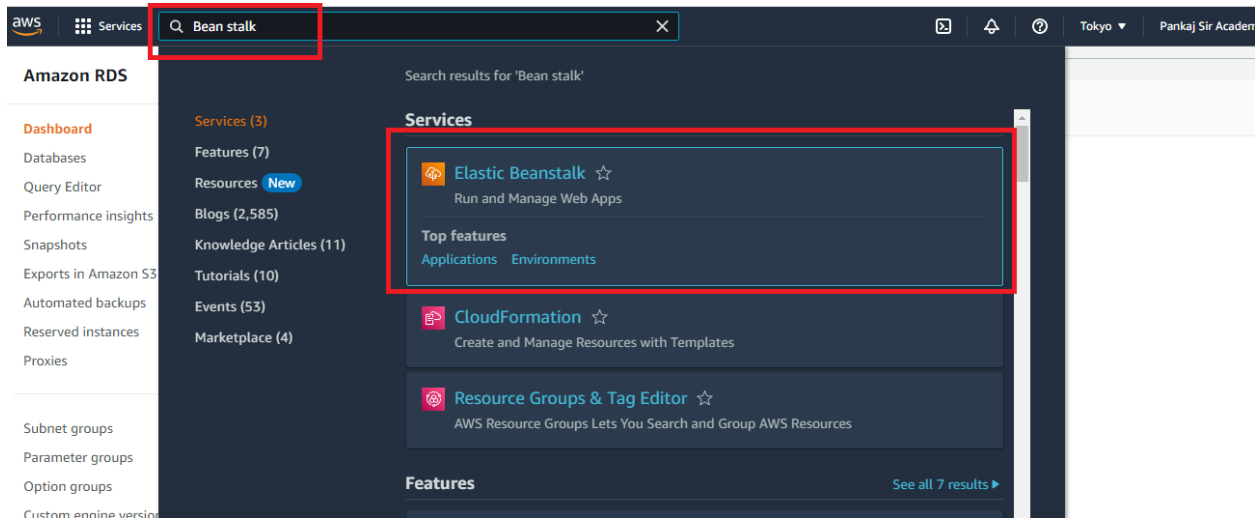 aws Services Bean stalk Tokyo Pankaj Sir Academ
Amazon RDS
Dashboard
Databases
Query Editor
Performance insights
Snapshots
Exports in Amazon S3
Automated backups
Reserved instances
Proxies
Subnet groups
Parameter groups
Option groups
Custom engine version
Services (3)
Features (7)
Resources New
Blogs (2,585)
Knowledge Articles (11)
Tutorials (10)
Events (53)
Marketplace (4)
Search results for 'Bean stalk'
Services
Elastic Beanstalk
Run and Manage Web Apps
Top features
Applications Environments
CloudFormation
Create and Manage Resources with Templates
Resource Groups & Tag Editor
AWS Resource Groups Lets You Search and Group AWS Resources
Features See all 7 results